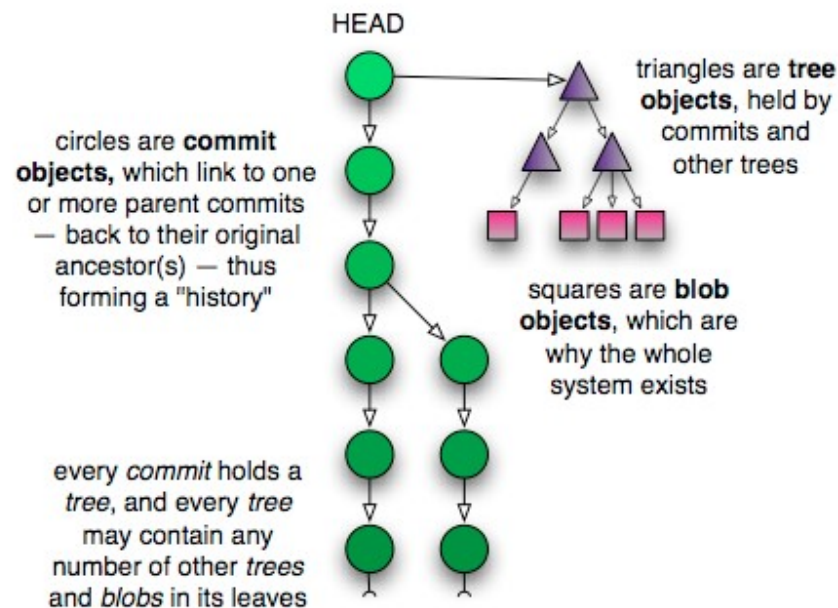 HEAD
triangles are tree
objects, held by
commits and
other trees
circles are commit
objects, which link to one
or more parent commits
— back to their original
ancestor(s) — thus
forming a "history"
squares are blob
objects, which are
why the whole
system exists
every commit holds a
tree, and every tree
may contain any
number of other trees
and blobs in its leaves